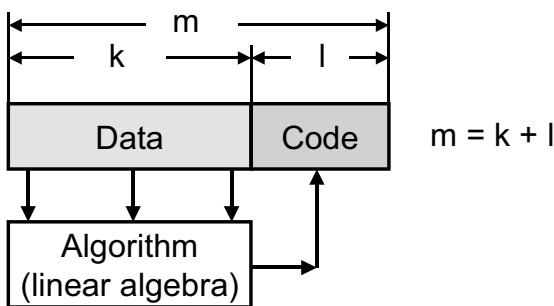 m
k l
Data Code m = k + l
Algorithm
(linear algebra)